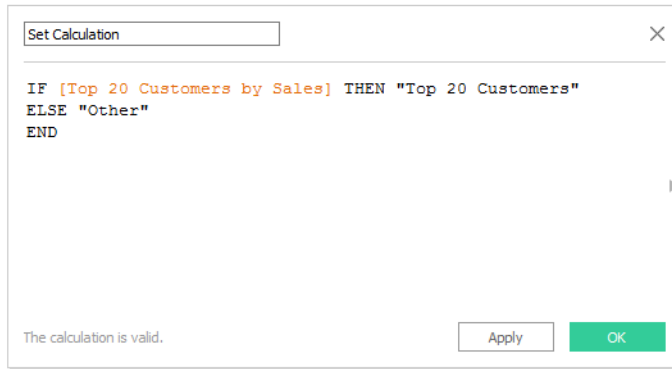 Set Calculation
IF [Top 20 Customers by Sales] THEN "Top 20 Customers"
ELSE "Other"
END
The calculation is valid.
Apply
OK